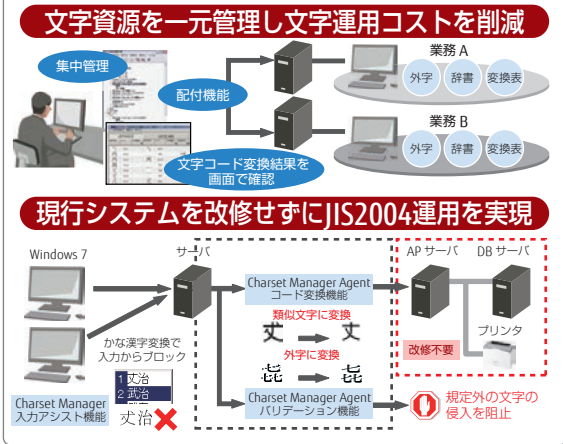 文字資源を一元管理し文字運用コストを削減
集中管理
配付機能
文字コード変換結果を
画面で確認
業務 A
外字
辞書
変換表
業務 B
外字
辞書
変換表
現行システムを改修せずにJIS2004運用を実現
Windows 7
サーバ
かな漢字変換で
入力からブロック
Charset Manager
入力アシスト機能
1 丈治
2 武治
丈治
Charset Manager Agent
コード変換機能
類似文字に変換
丈
丈
外字に変換
Charset Manager Agent
バリデーション機能
AP サーバ
DB サーバ
プリンタ
改修不要
規定外の文字の
侵入を阻止